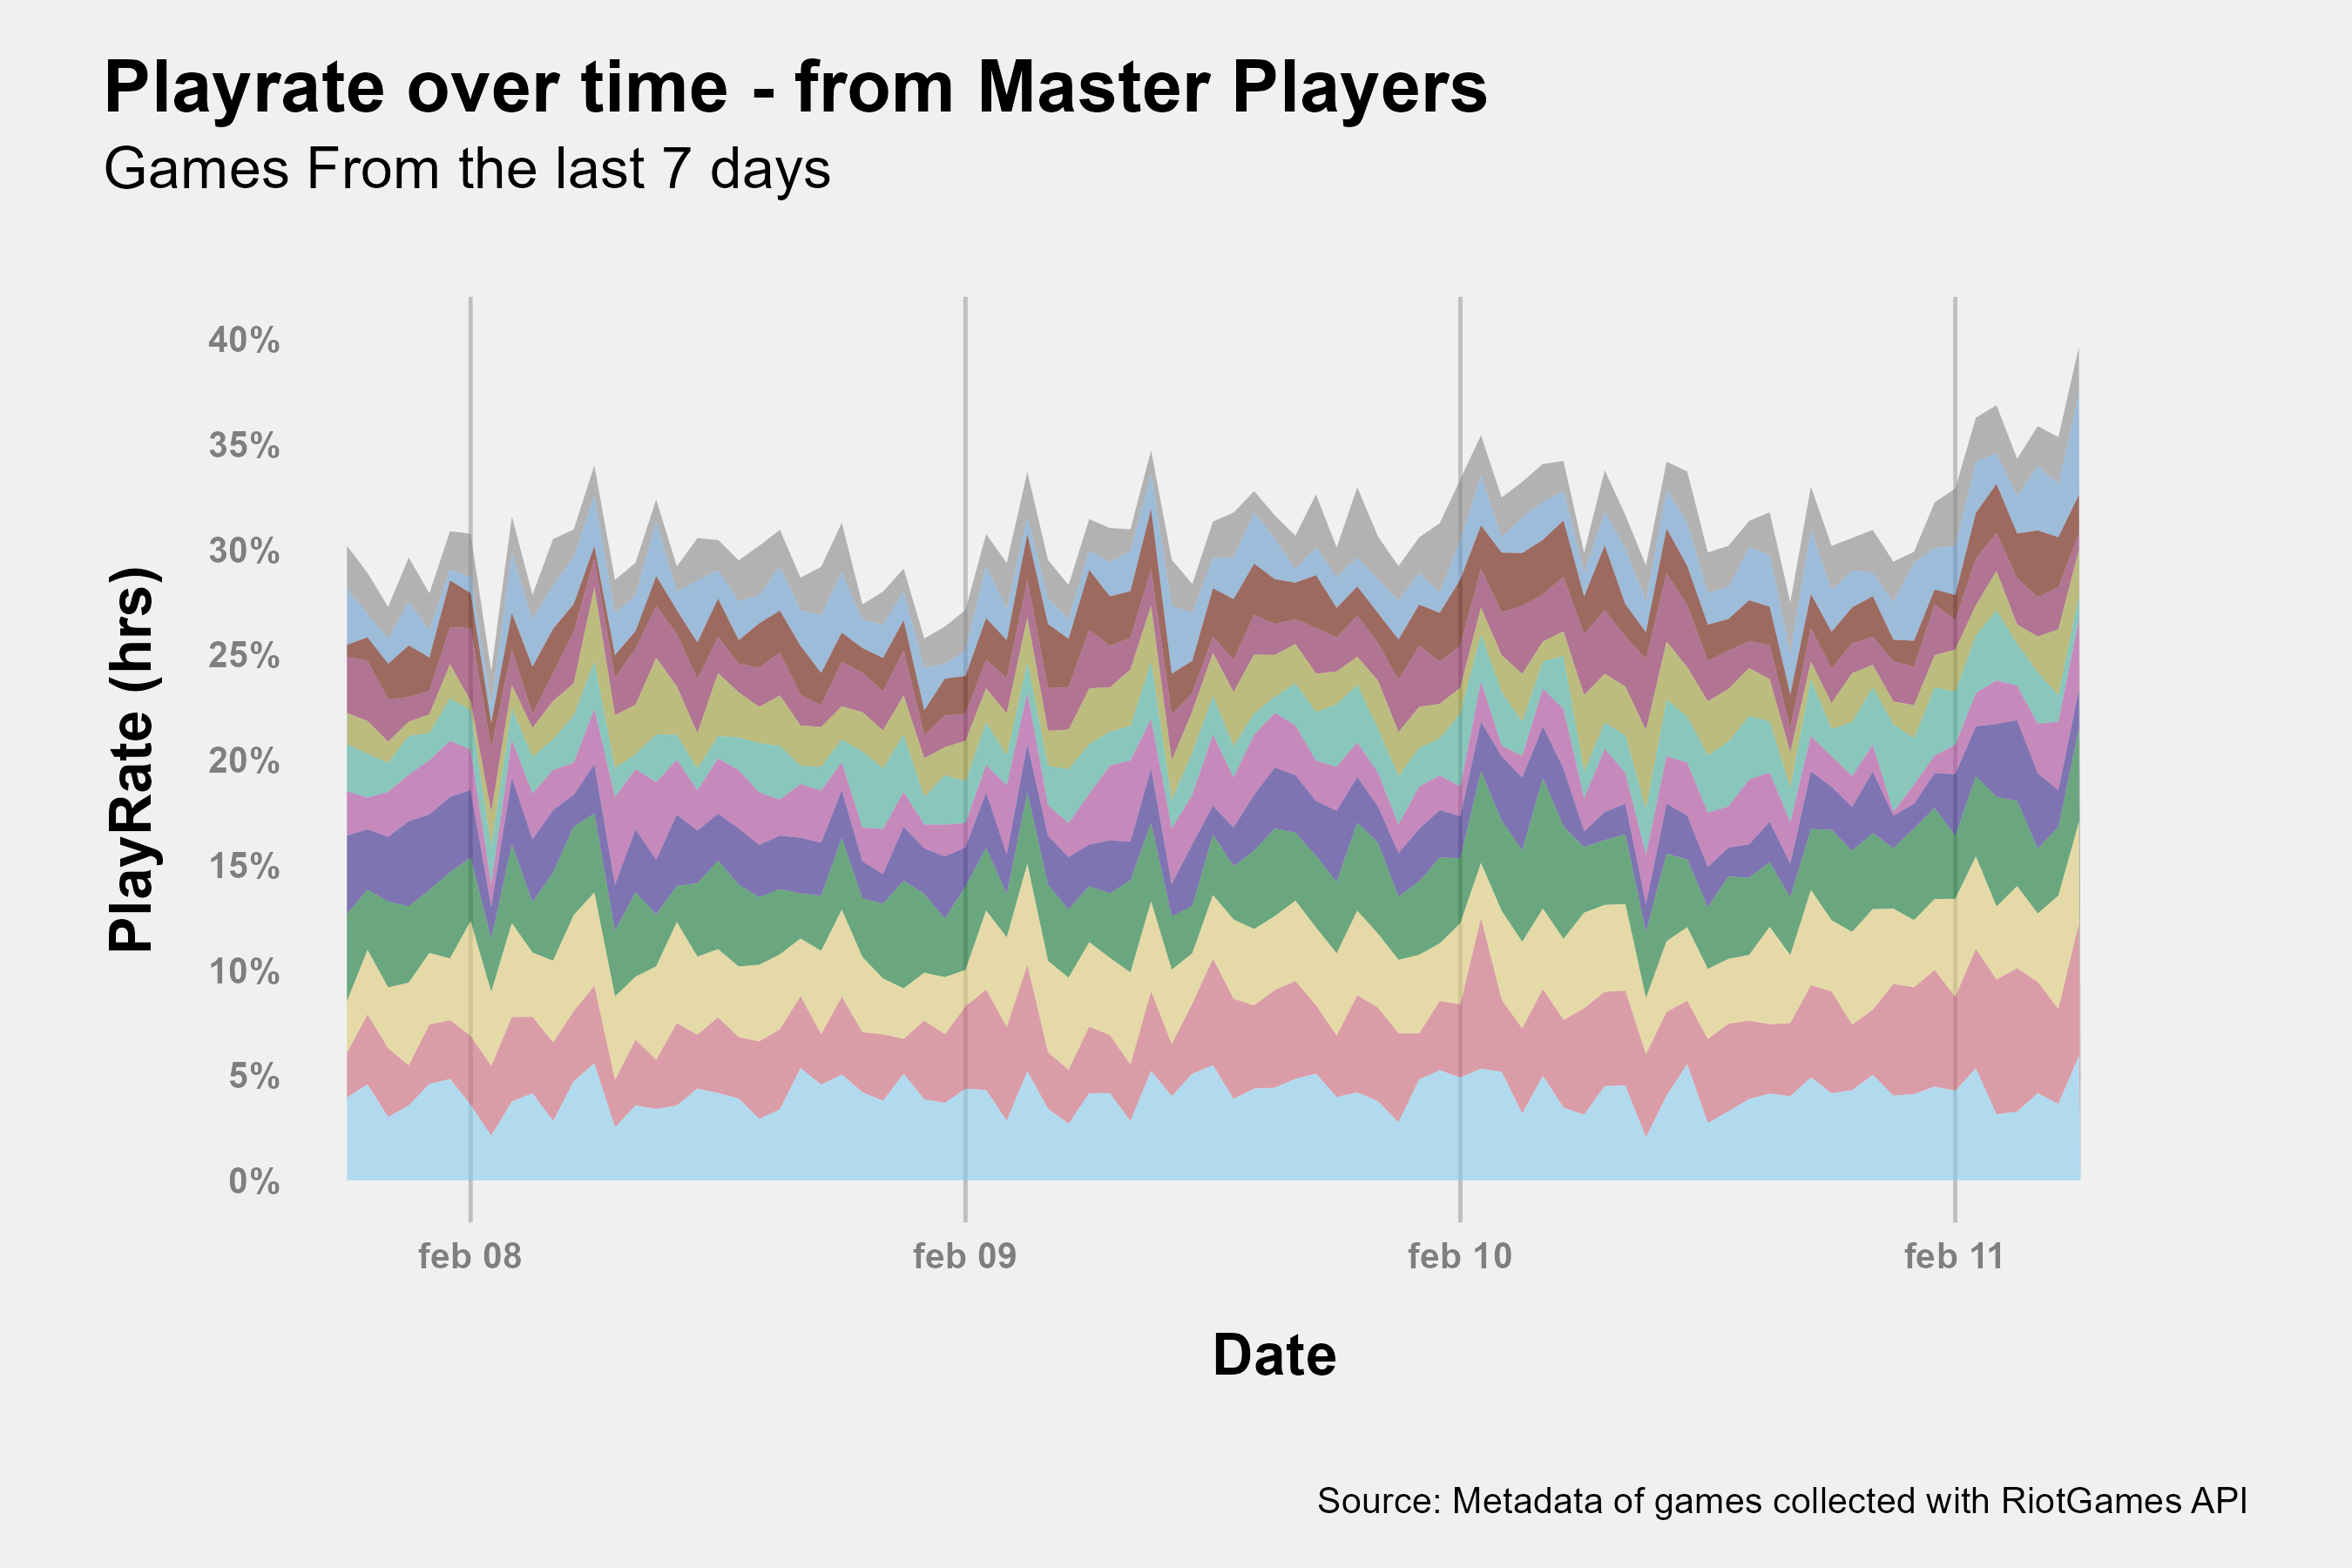 Playrate over time - from Master Players
Games From the last 7 days
PlayRate (hrs)
40%
35%
30%
25%
20%
15%
10%
5%
0%
feb 08
feb 09
feb 10
feb 11
Date
Source: Metadata of games collected with RiotGames API